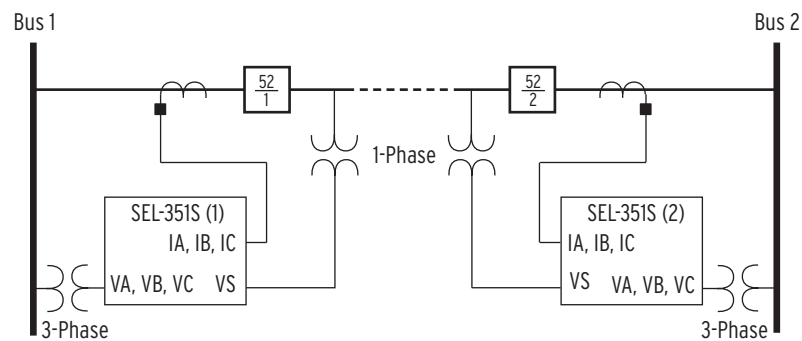 Bus 1
Bus 2
52
1
52
2
1-Phase
SEL-351S (1)
IA, IB, IC
VA, VB, VC VS
3-Phase
SEL-351S (2)
IA, IB, IC
VS VA, VB, VC
3-Phase